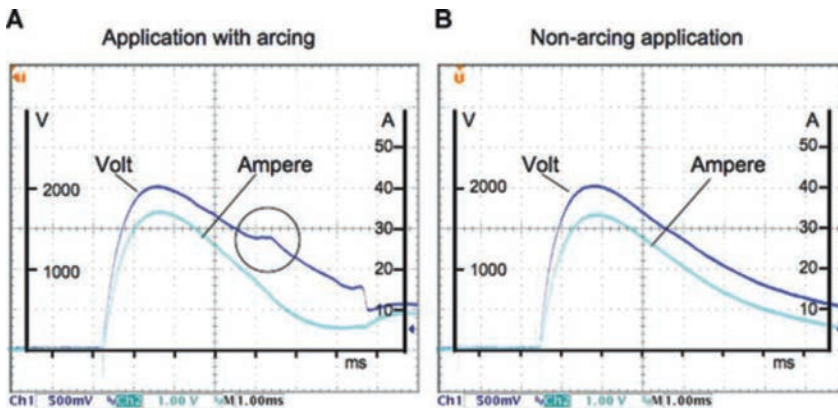 A
Application with arcing
V
A
50
Volt
Ampere
2000
40
30
1000
20
10
ms
Ch1 500mV Ch2 1.00 V M1.00ms
B
Non-arcing application
V
A
50
Volt
Ampere
2000
40
30
1000
20
10
ms
Ch1 500mV Ch2 1.00 V M1.00ms